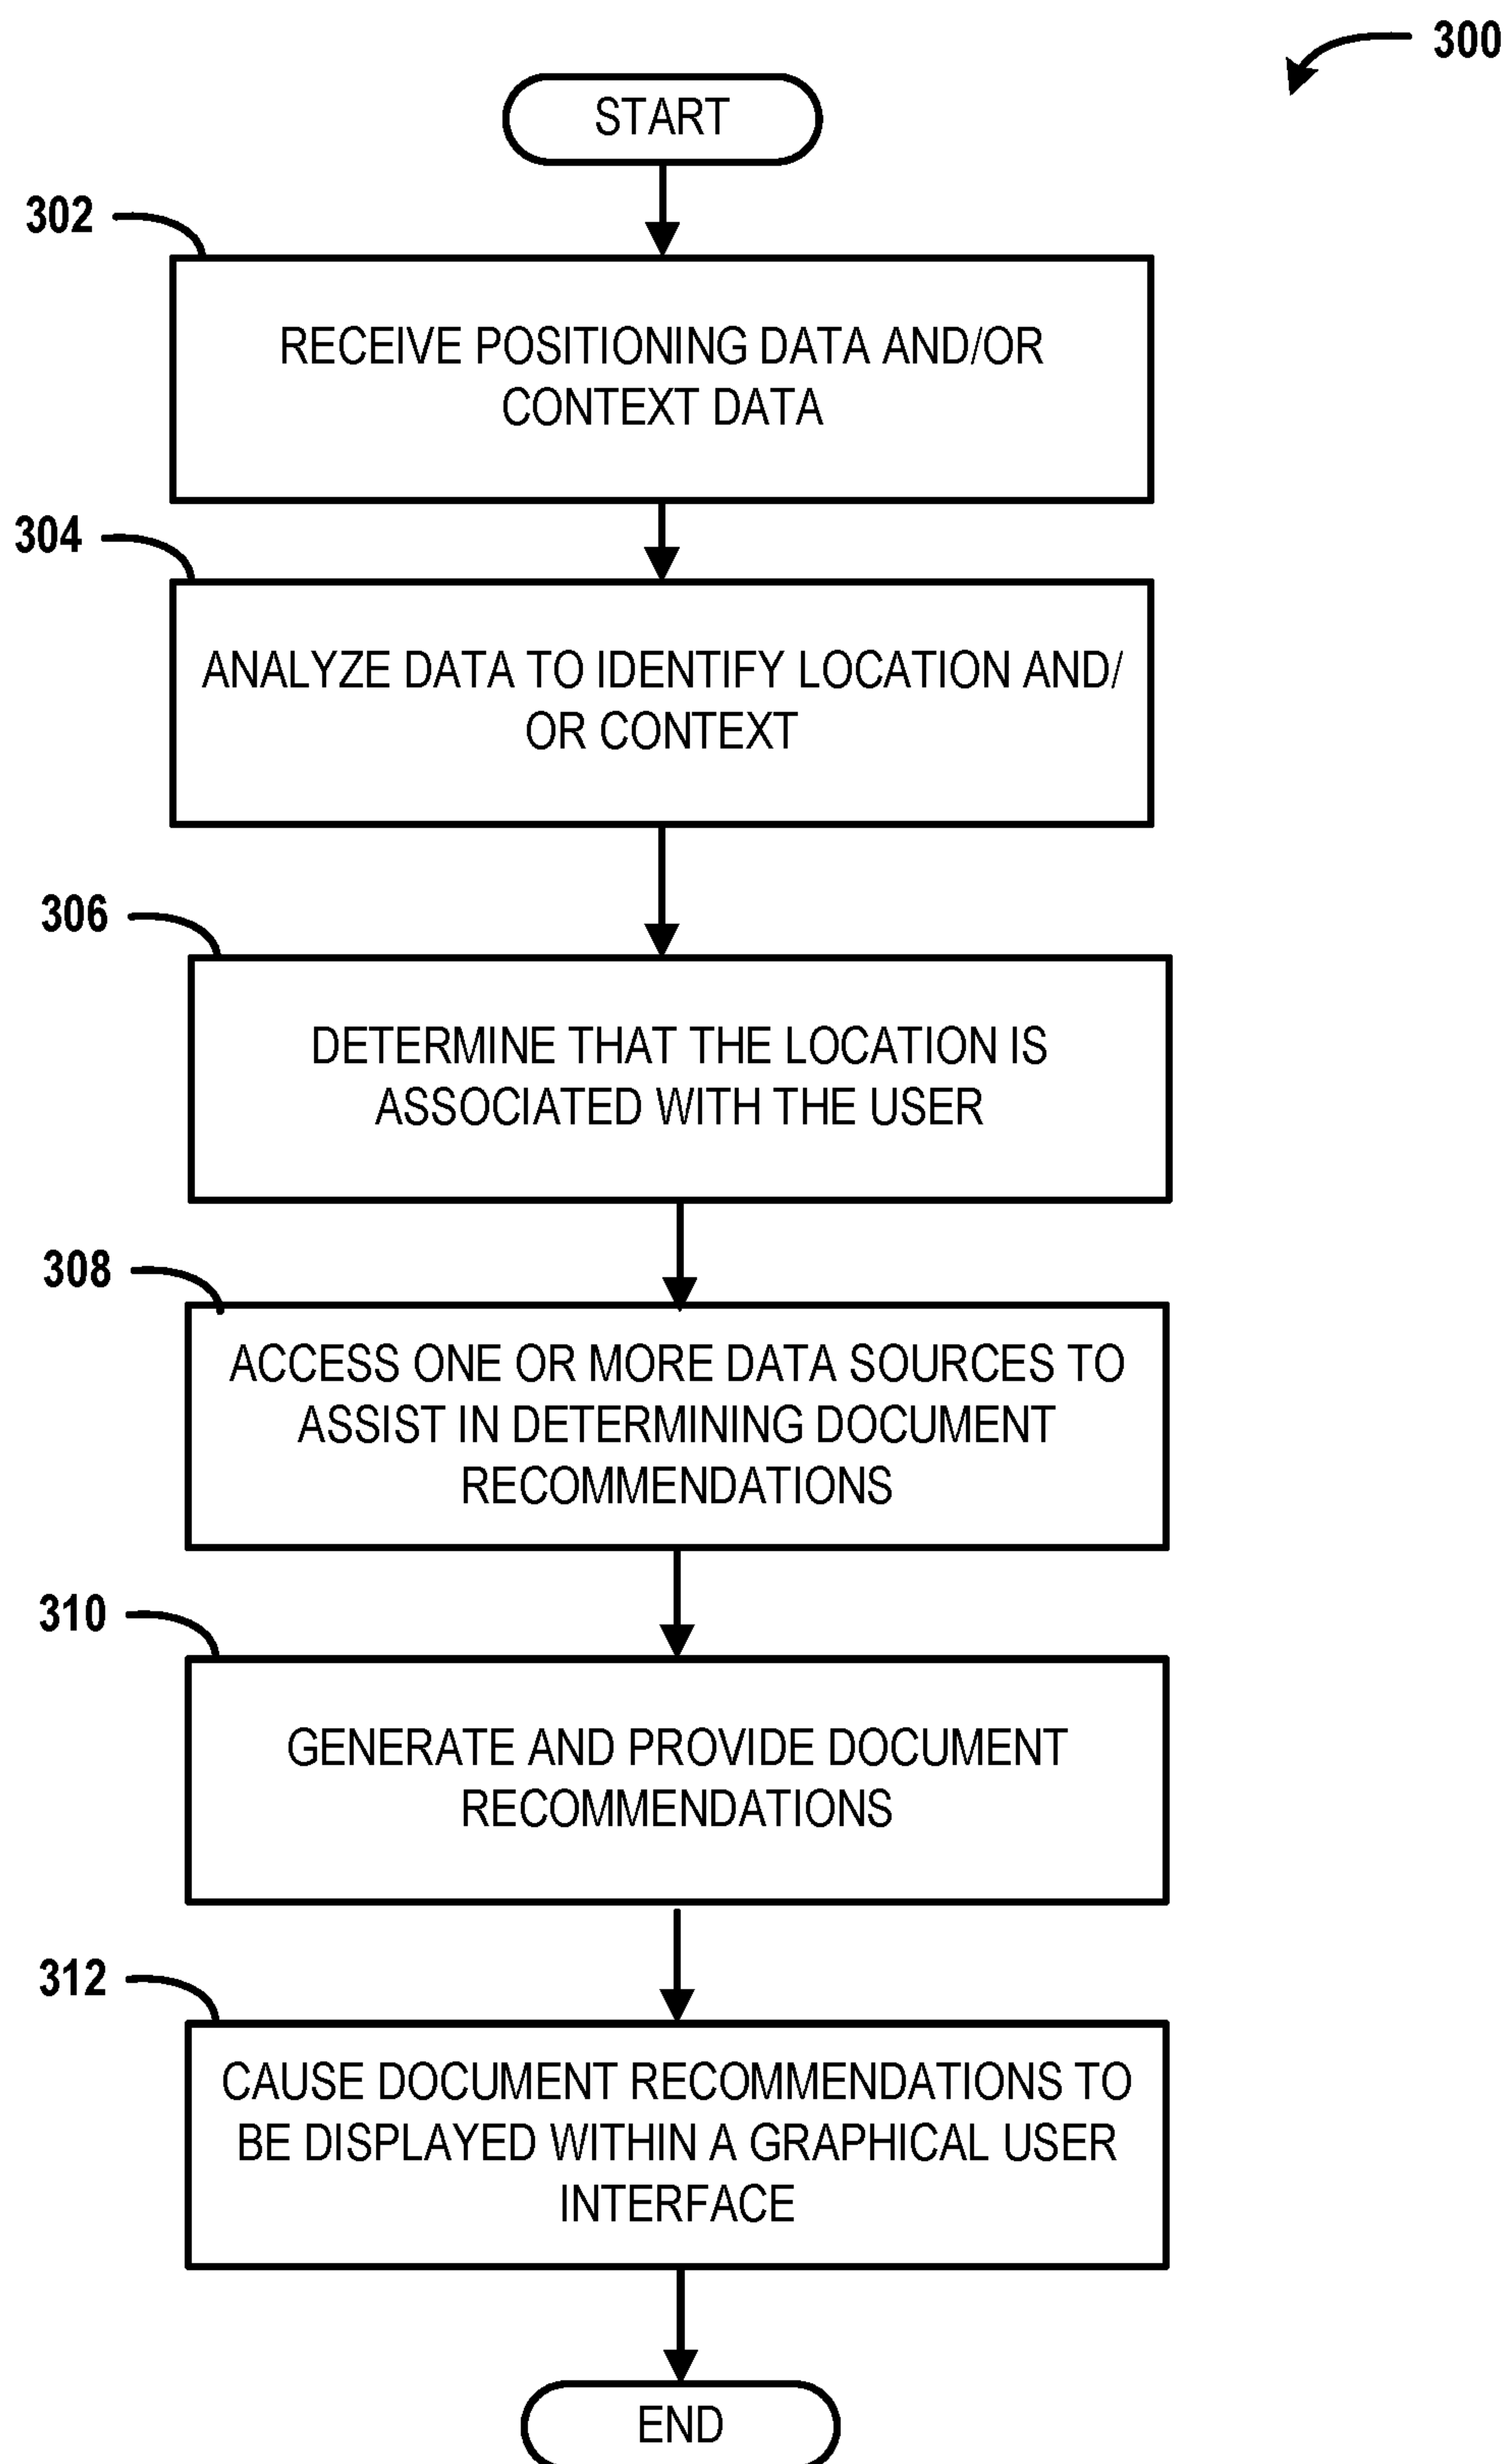 300
START
302
RECEIVE POSITIONING DATA AND/OR
CONTEXT DATA
304
ANALYZE DATA TO IDENTIFY LOCATION AND/
OR CONTEXT
306
DETERMINE THAT THE LOCATION IS
ASSOCIATED WITH THE USER
308
ACCESS ONE OR MORE DATA SOURCES TO
ASSIST IN DETERMINING DOCUMENT
RECOMMENDATIONS
310
GENERATE AND PROVIDE DOCUMENT
RECOMMENDATIONS
312
CAUSE DOCUMENT RECOMMENDATIONS TO
BE DISPLAYED WITHIN A GRAPHICAL USER
INTERFACE
END